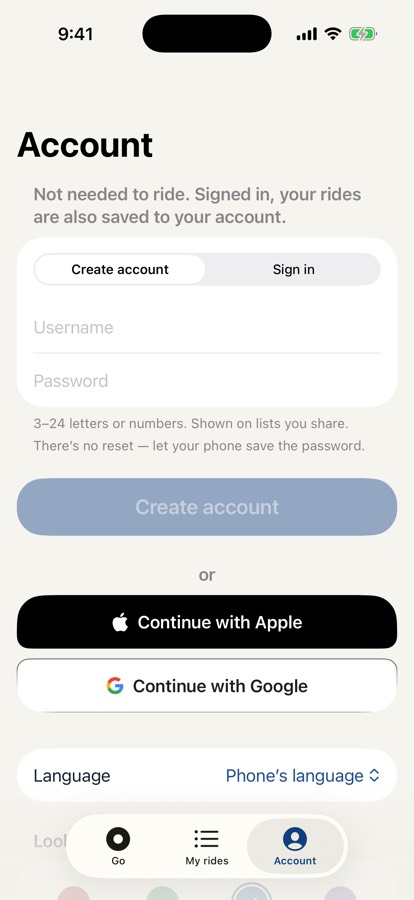 9:41
Account
Not needed to ride. Signed in, your rides
are also saved to your account.
Create account
Sign in
Username
Password
3–24 letters or numbers. Shown on lists you share.
There’s no reset — let your phone save the password.
Create account
or
Continue with Apple
Continue with Google
Language
Phone’s language
Go
My rides
Account